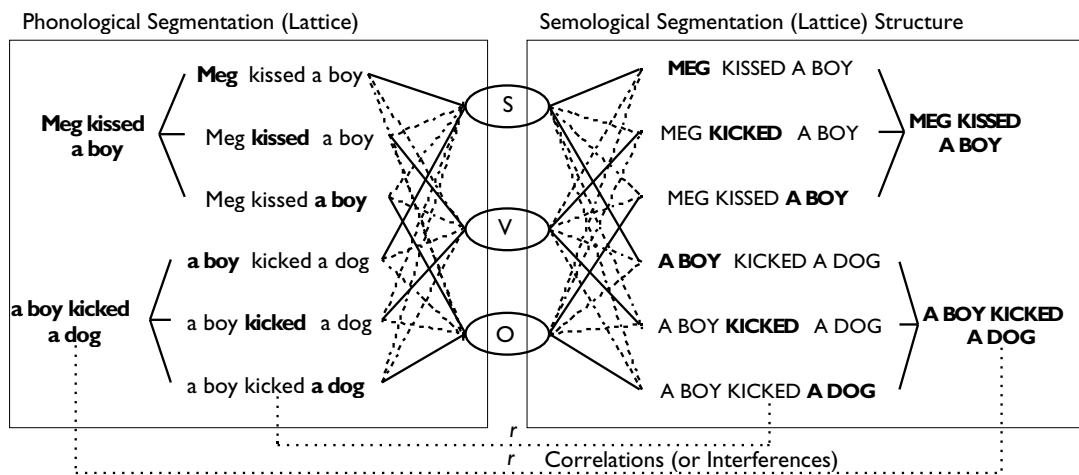 Phonological Segmentation (Lattice)
Semological Segmentation (Lattice) Structure
Meg kissed a boy
Meg kissed a boy
Meg kissed a boy
Meg kissed
a boy
a boy kicked a dog
a boy kicked a dog
a boy kicked a dog
a boy kicked
a dog
S
V
O
MEG KISSED A BOY
MEG KICKED A BOY
MEG KISSED A BOY
MEG KISSED
A BOY
A BOY KICKED A DOG
A BOY KICKED A DOG
A BOY KICKED A DOG
A BOY KICKED
A DOG
r
r
Correlations (or Interferences)